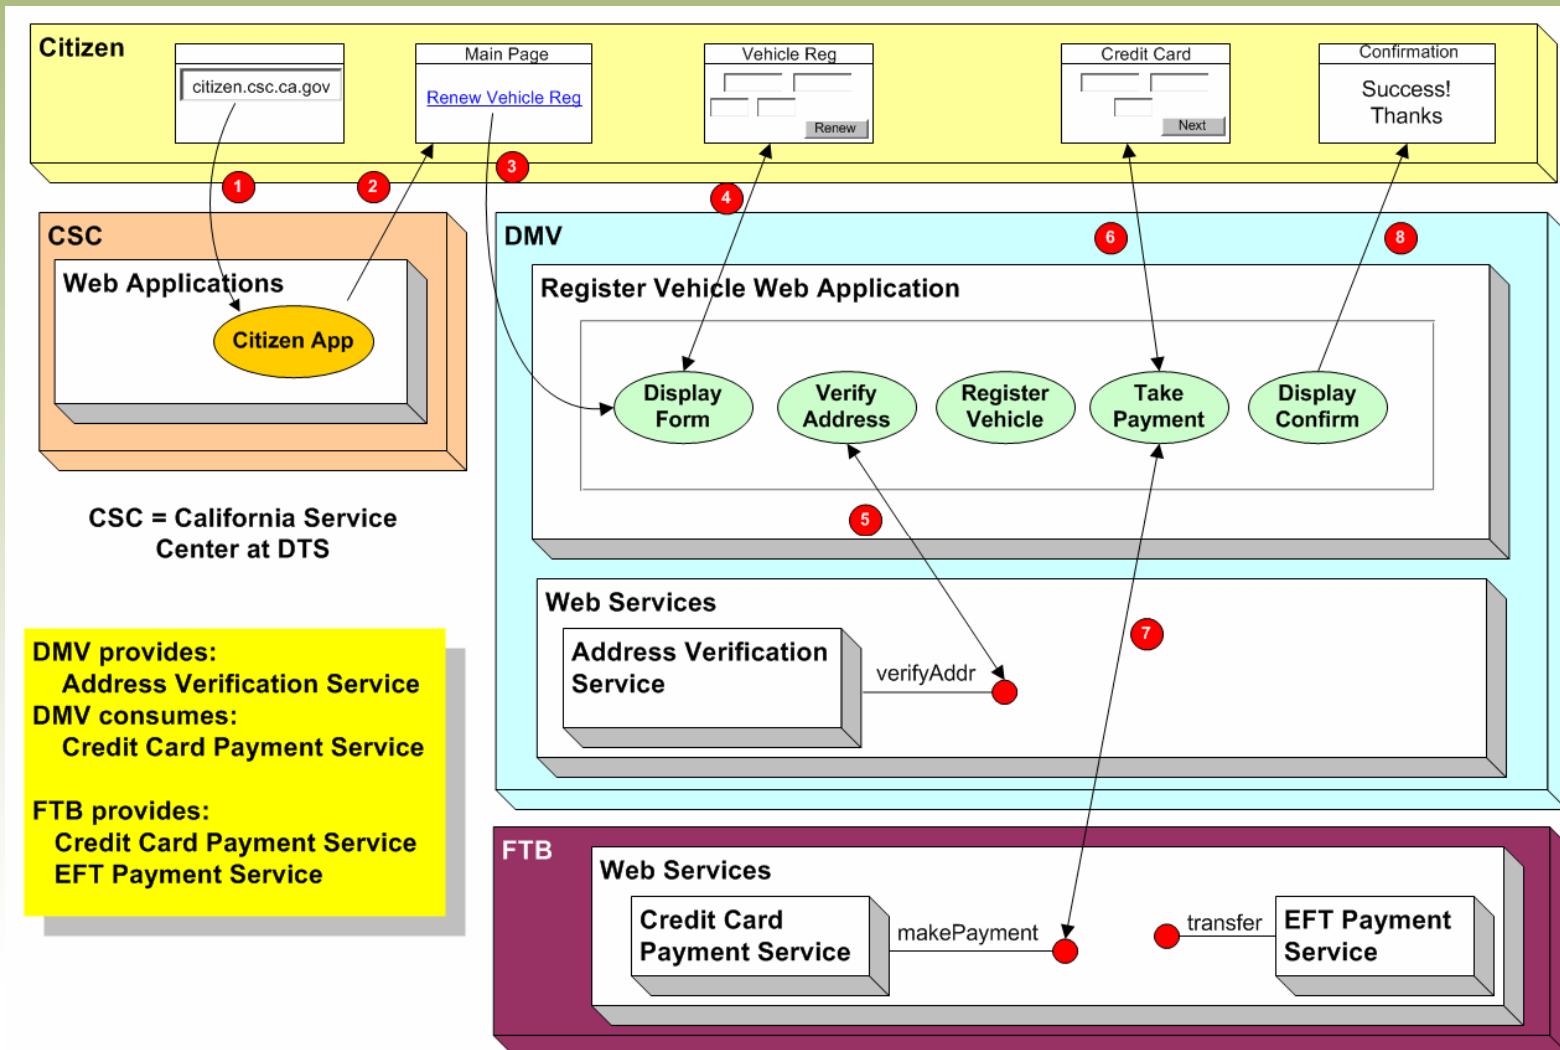 Citizen
citizen.csc.ca.gov
Main Page
Renew Vehicle Reg
Vehicle Reg
Renew
Credit Card
Next
Confirmation
Success!
Thanks
1
2
3
4
6
8
CSC
Web Applications
Citizen App
CSC = California Service
Center at DTS
DMV
Register Vehicle Web Application
Display
Form
Verify
Address
Register
Vehicle
Take
Payment
Display
Confirm
5
Web Services
Address Verification
Service
verifyAddr
7
DMV provides:
Address Verification Service
DMV consumes:
Credit Card Payment Service
FTB provides:
Credit Card Payment Service
EFT Payment Service
FTB
Web Services
Credit Card
Payment Service
makePayment
transfer
EFT Payment
Service